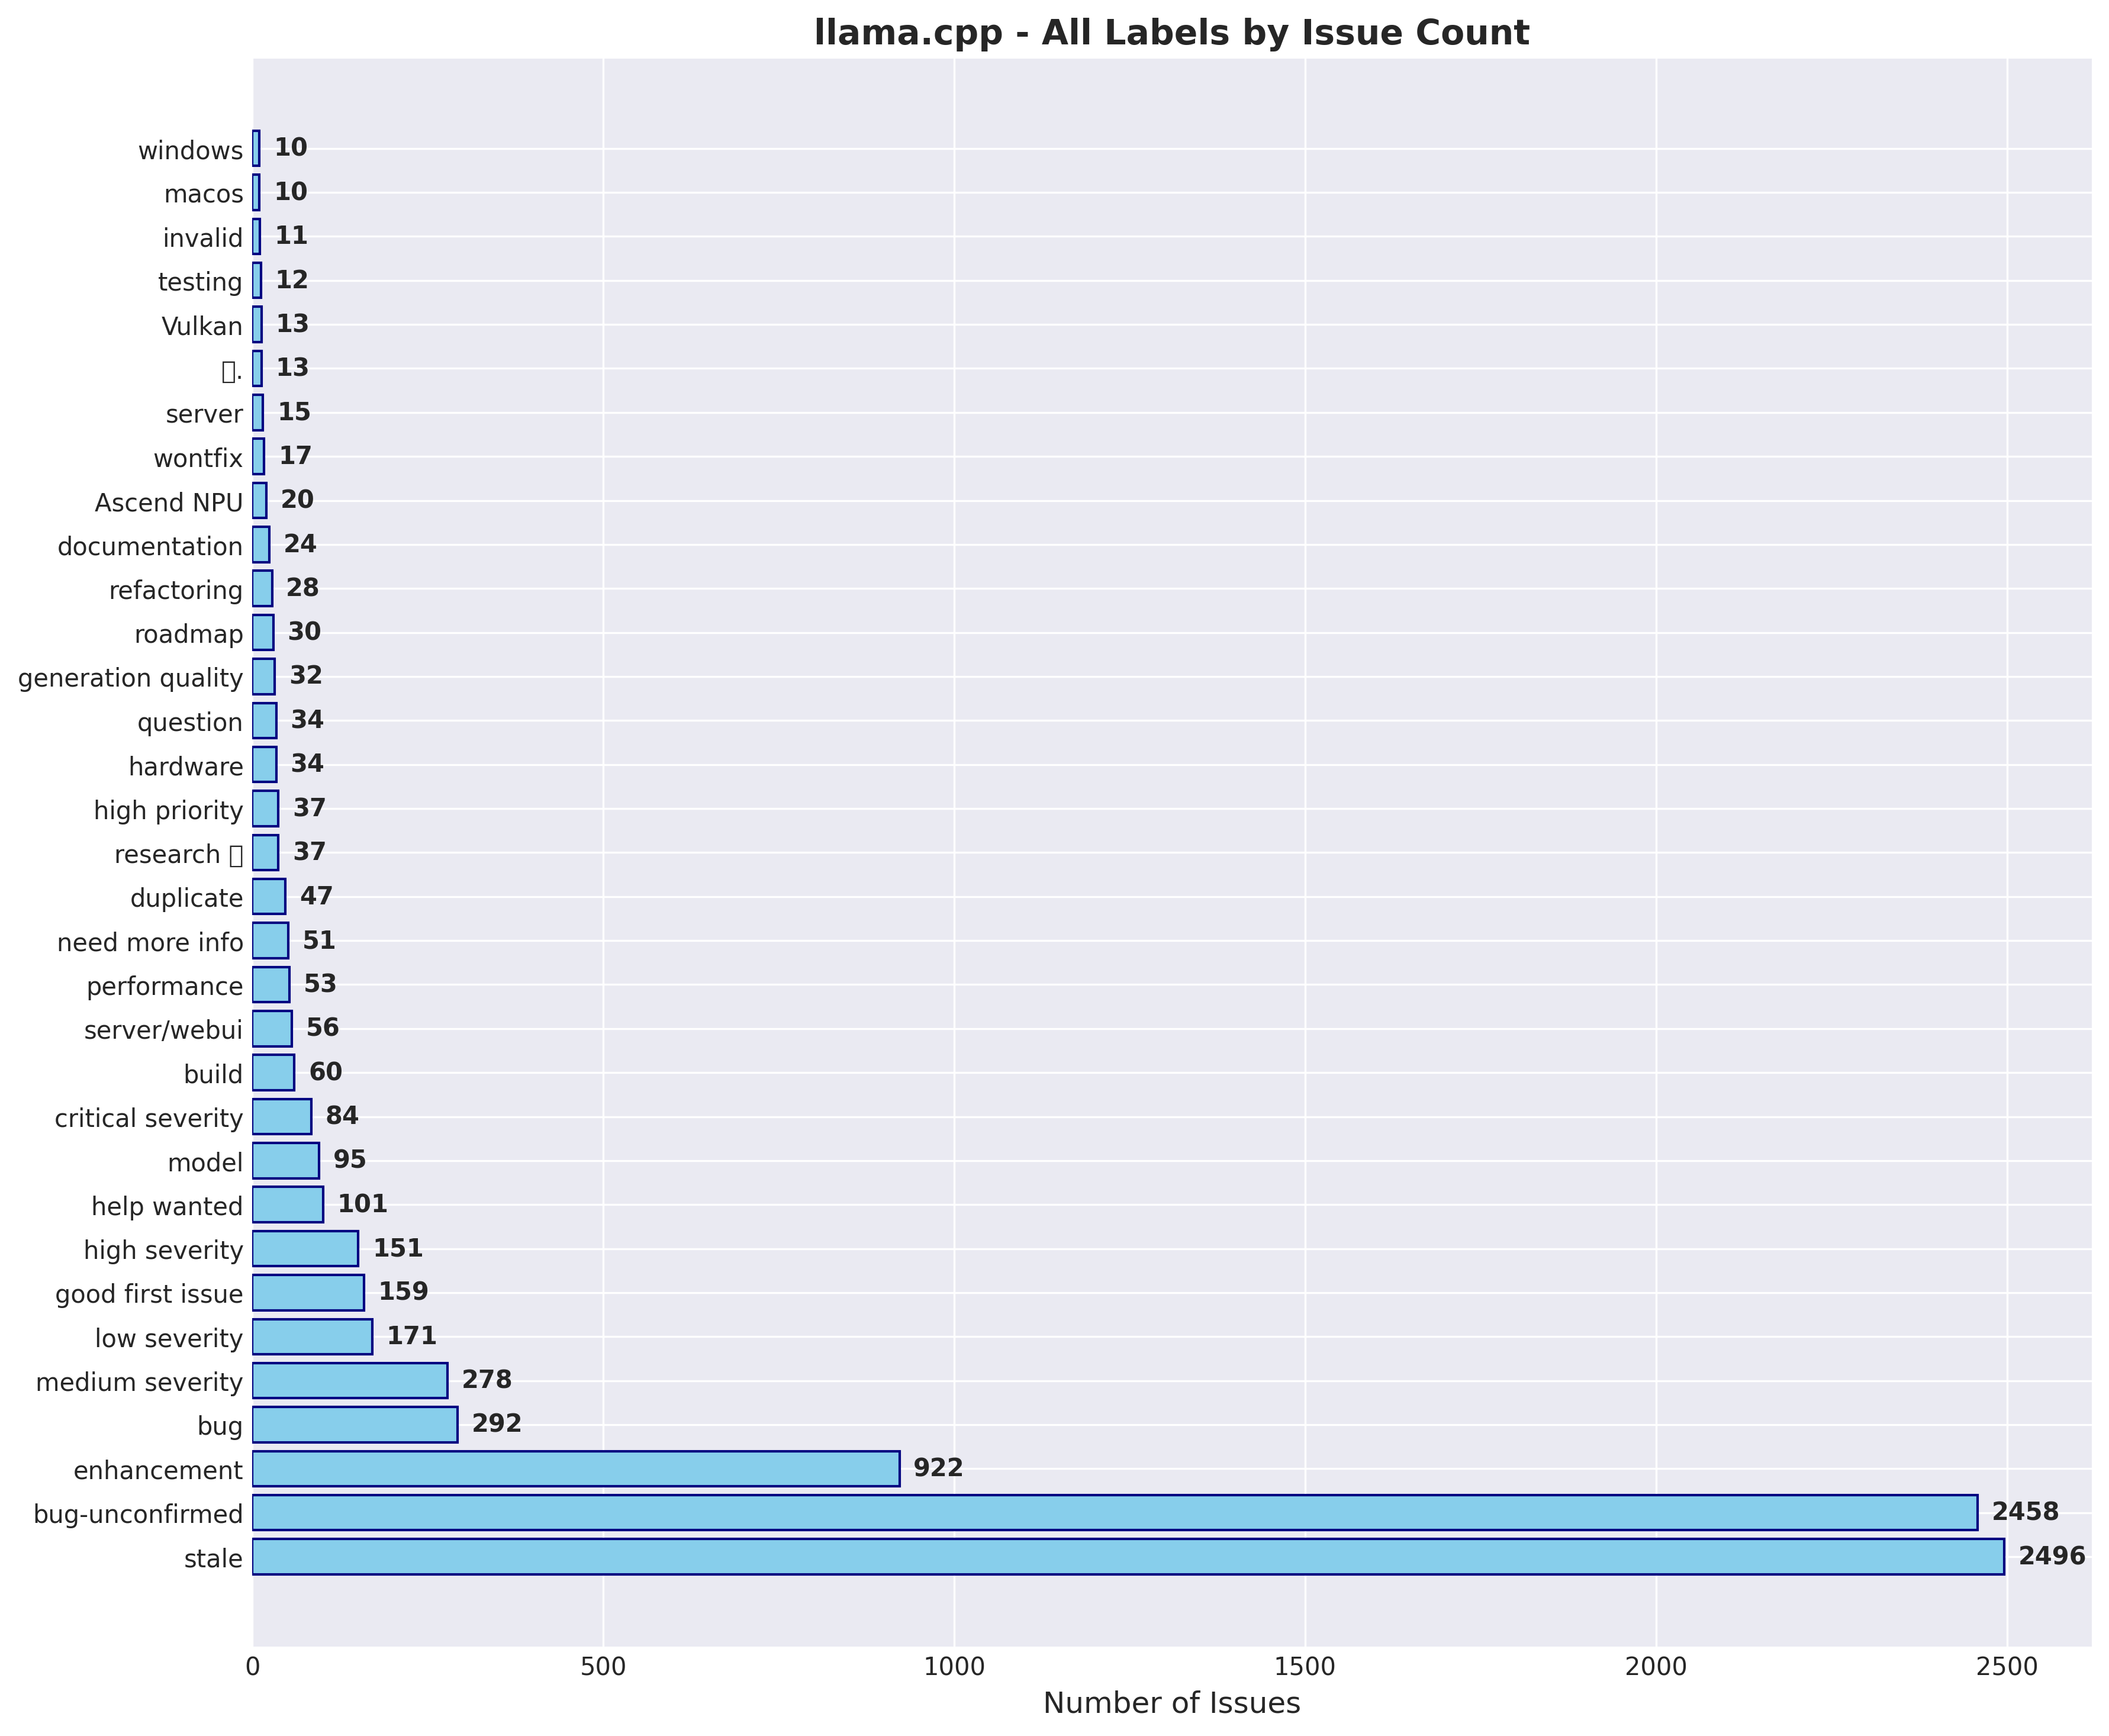 llama.cpp - All Labels by Issue Count
windows 10
macos 10
invalid 11
testing 12
Vulkan 13
. 13
server 15
wontfix 17
Ascend NPU 20
documentation 24
refactoring 28
roadmap 30
generation quality 32
question 34
hardware 34
high priority 37
research 37
duplicate 47
need more info 51
performance 53
server/webui 56
build 60
critical severity 84
model 95
help wanted 101
high severity 151
good first issue 159
low severity 171
medium severity 278
bug 292
enhancement 922
bug-unconfirmed 2458
stale 2496
0 500 1000 1500 2000 2500
Number of Issues